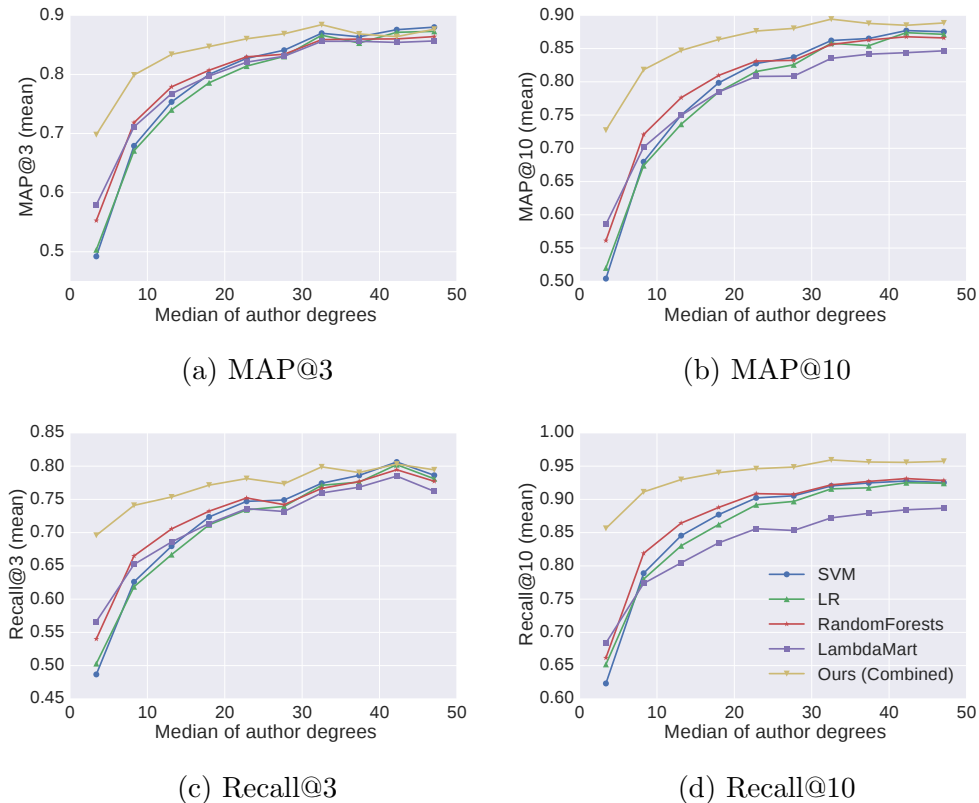 0.9
0.8
0.7
0.6
0.5
MAP@3 (mean)
0 10 20 30 40 50
Median of author degrees
(a) MAP@3
0.90
0.85
0.80
0.75
0.70
0.65
0.60
0.55
0.50
MAP@10 (mean)
0 10 20 30 40 50
Median of author degrees
(b) MAP@10
0.85
0.80
0.75
0.70
0.65
0.60
0.55
0.50
0.45
Recall@3 (mean)
0 10 20 30 40 50
Median of author degrees
(c) Recall@3
1.00
0.95
0.90
0.85
0.80
0.75
0.70
0.65
0.60
Recall@10 (mean)
SVM
LR
RandomForests
LambdaMart
Ours (Combined)
0 10 20 30 40 50
Median of author degrees
(d) Recall@10